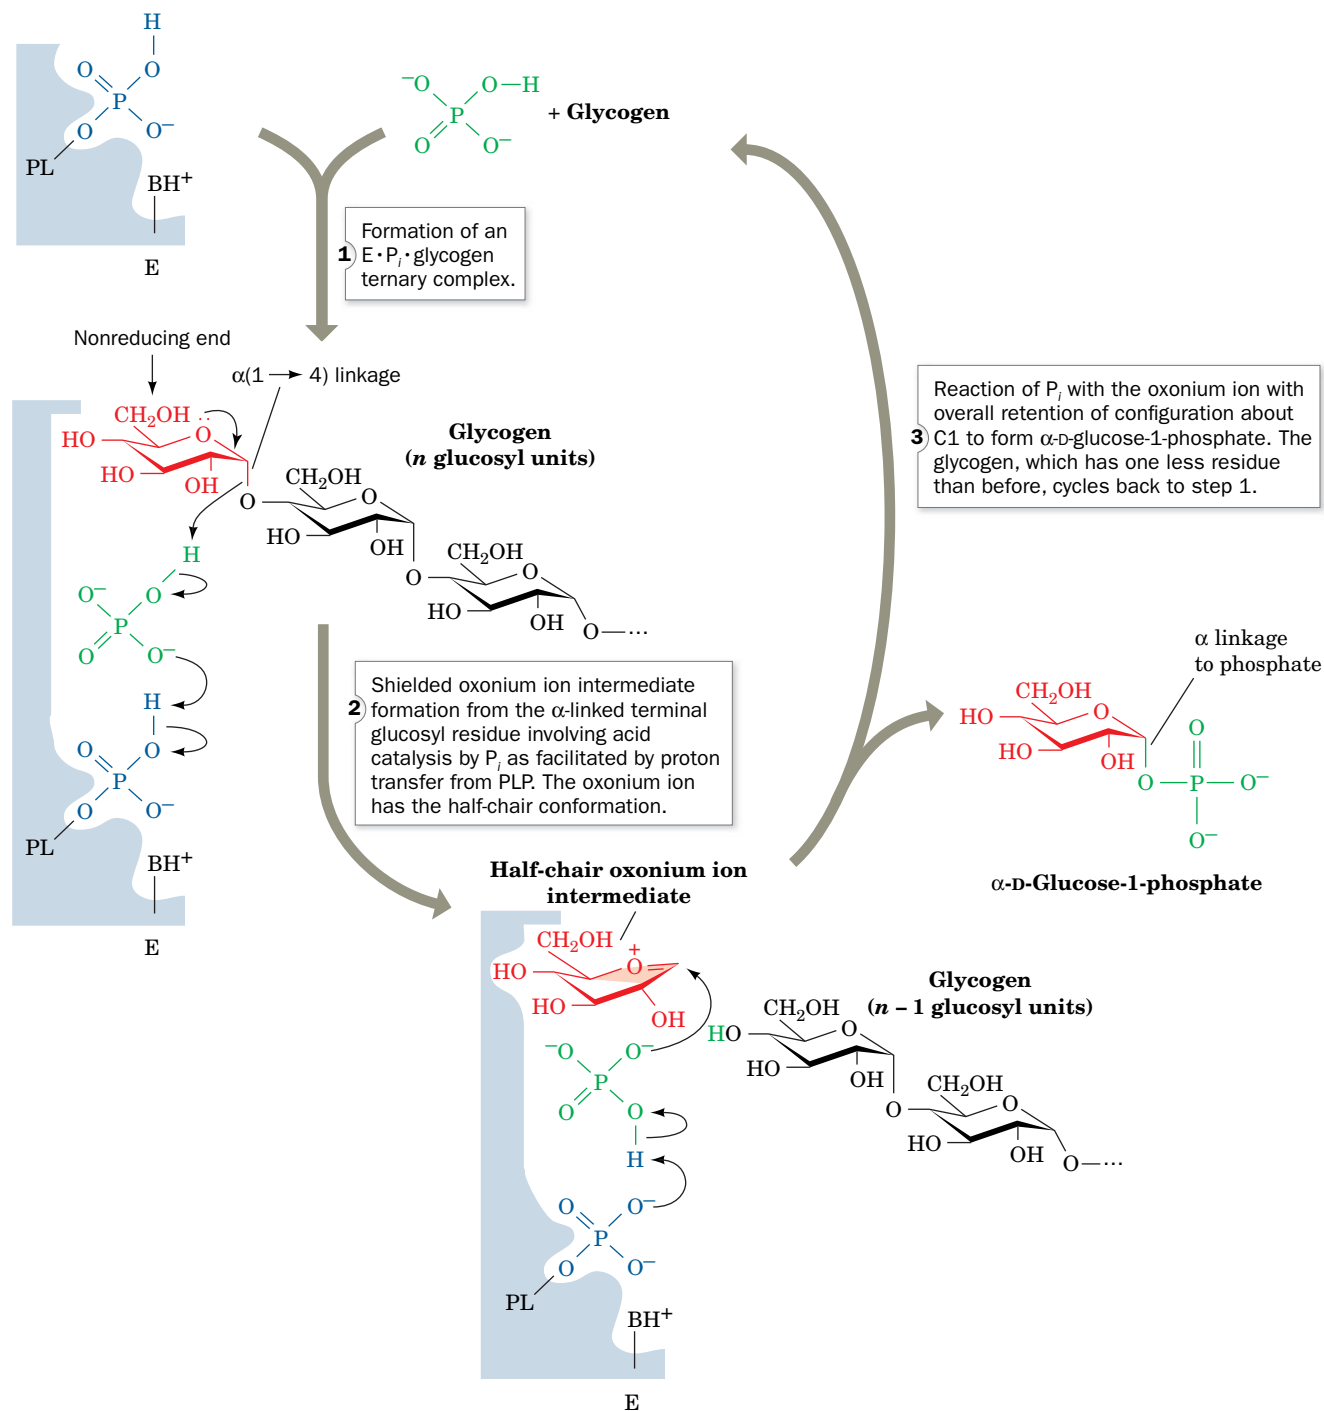 H
O
O
P
O
O⁻
PL
BH⁺
E
⁻O
O—H
P
O
O⁻
+ Glycogen
1
Formation of an
E·Pᵢ·glycogen
ternary complex.
Nonreducing end
α(1 → 4) linkage
CH₂OH
HO
O
HO
OH
O
Glycogen
(n glucosyl units)
CH₂OH
O
HO
OH
O
CH₂OH
O
HO
OH
O—···
H
O⁻
O
P
O
O⁻
H
O
O
P
O
O⁻
PL
BH⁺
E
2
Shielded oxonium ion intermediate
formation from the α-linked terminal
glucosyl residue involving acid
catalysis by Pᵢ as facilitated by proton
transfer from PLP. The oxonium ion
has the half-chair conformation.
3
Reaction of Pᵢ with the oxonium ion with
overall retention of configuration about
C1 to form α-D-glucose-1-phosphate. The
glycogen, which has one less residue
than before, cycles back to step 1.
α linkage
to phosphate
CH₂OH
HO
O
HO
OH
O
O—P—O⁻
O⁻
α-D-Glucose-1-phosphate
Half-chair oxonium ion
intermediate
CH₂OH
+
HO
O
HO
OH
⁻O
O⁻
P
O
O
H
O
O⁻
P
O
O⁻
PL
BH⁺
E
Glycogen
(n – 1 glucosyl units)
CH₂OH
HO
O
HO
OH
O
CH₂OH
O
HO
OH
O—···